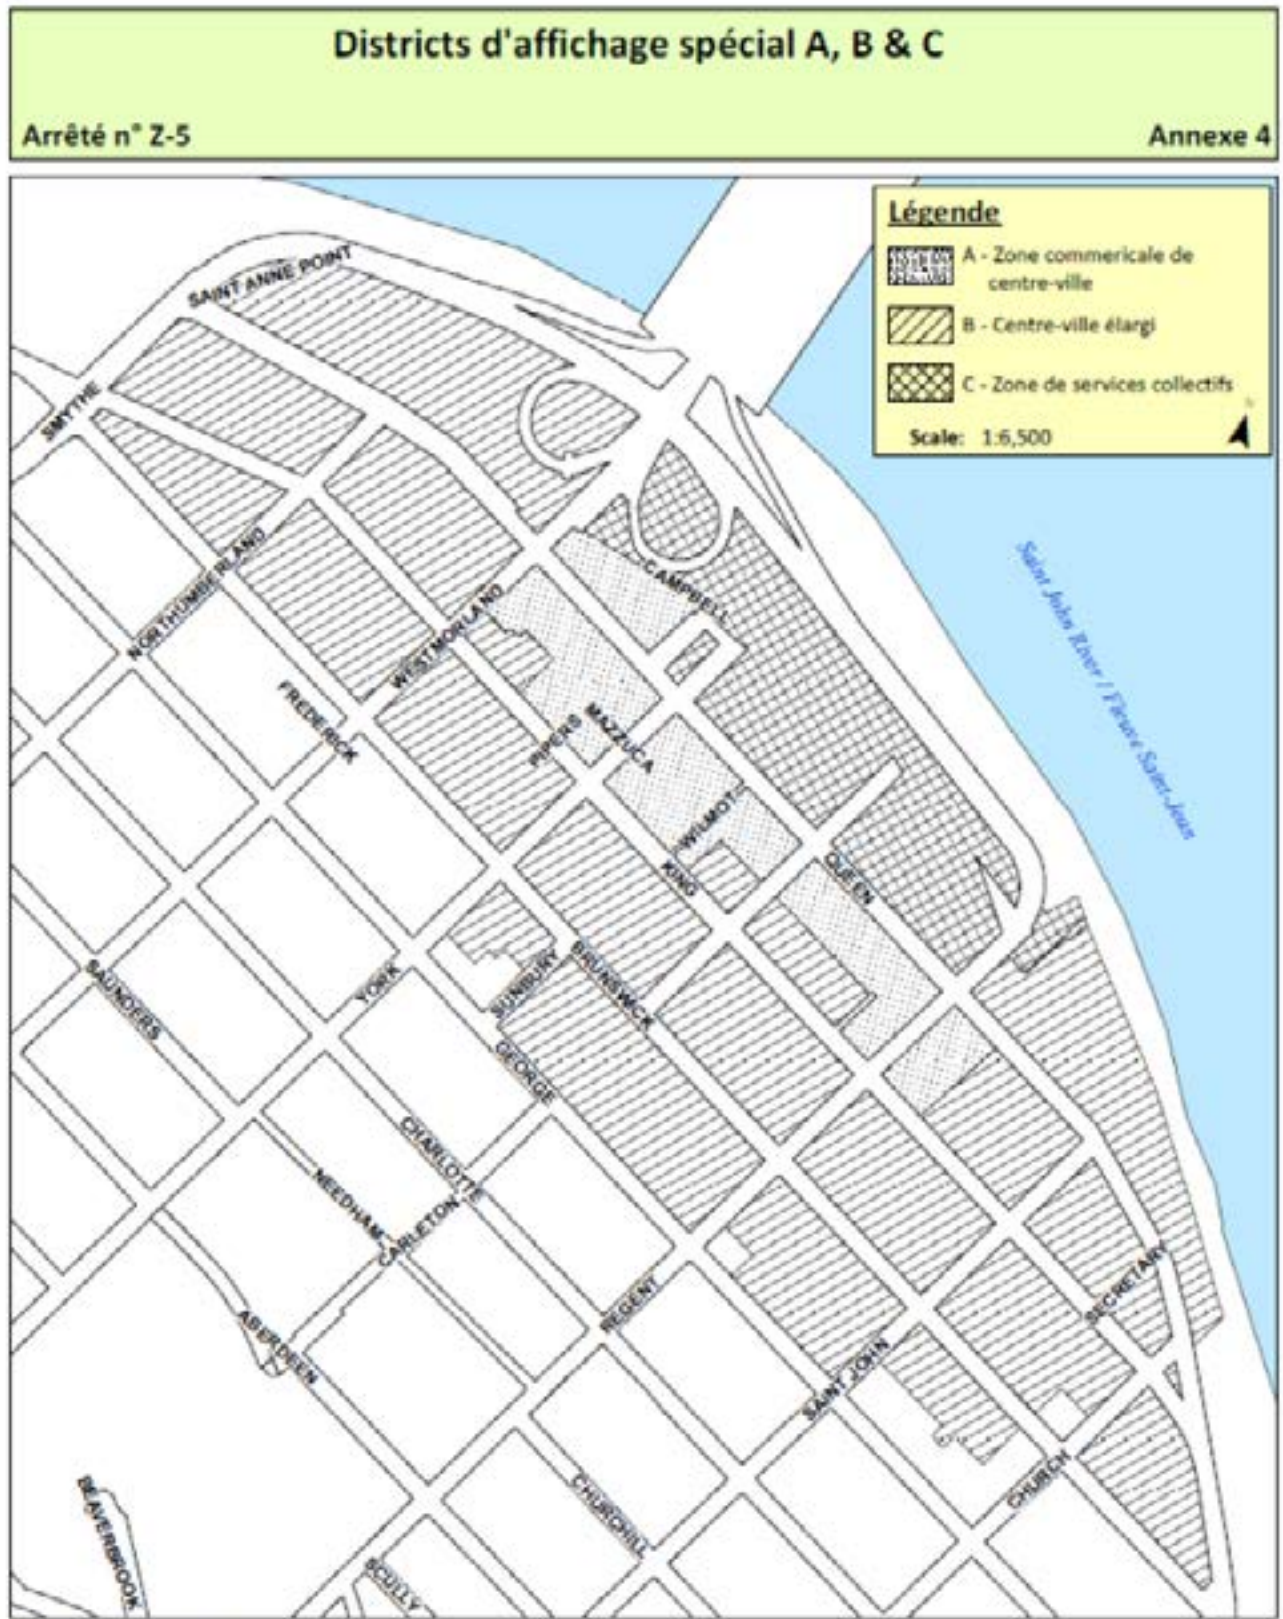 Districts d'affichage spécial A, B & C
Arrêté n° Z-5
Annexe 4
Légende
A - Zone commericale de
centre-ville
B - Centre-ville élargi
C - Zone de services collectifs
Scale: 1:6,500
SAINT ANNE POINT
SMYTHE
NORTHUMBERLAND
WESTMORLAND
CAMPBELL
FREDERICK
PIPERS
MAZZUCA
WILMOT
KING
QUEEN
Saint John River / Fleuve Saint-Jean
SAUNDERS
YORK
SUNBURY
BRUNSWICK
GEORGE
CHARLOTTE
NEEDHAM
CARLETON
REGENT
SECRETARY
ABERDEEN
SAINT JOHN
CHURCH
CHURCHILL
BEAVERBROOK
SCULLY